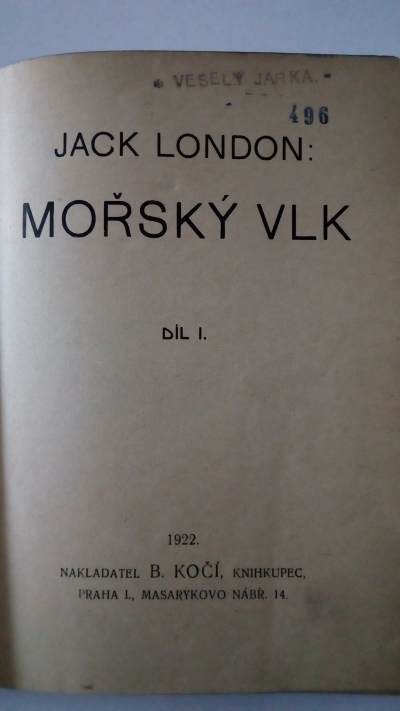 VESELÝ JARKA.
496
JACK LONDON:
MOŘSKÝ VLK
DÍL I.
1922.
NAKLADATEL B. KOČÍ, KNIHKUPEC,
PRAHA I., MASARYKOVO NÁBŘ. 14.